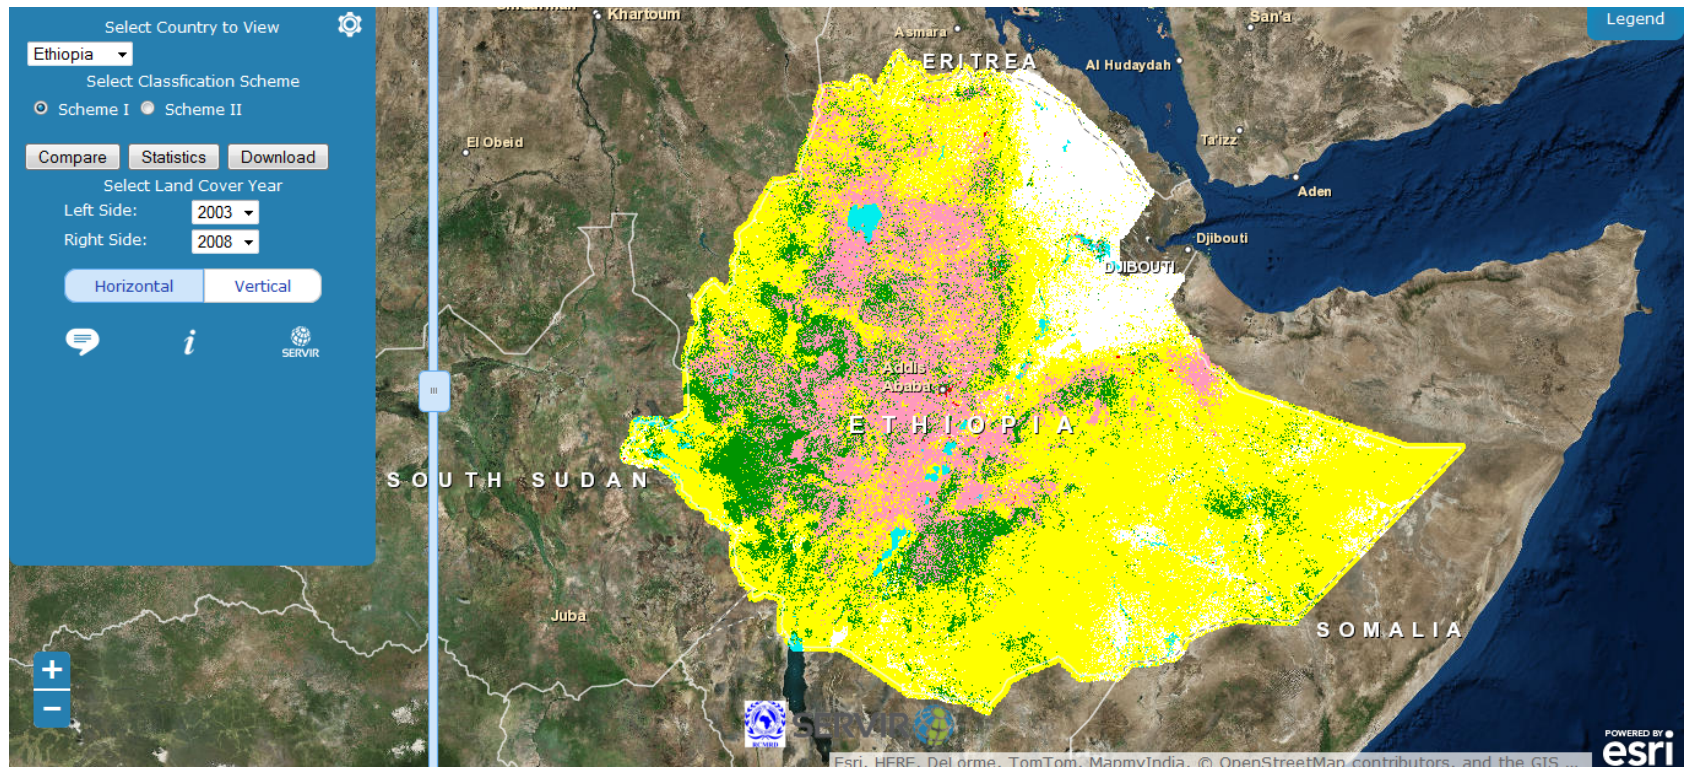 Select Country to View
Ethiopia
Select Classfication Scheme
Scheme I
Scheme II
Compare
Statistics
Download
Select Land Cover Year
Left Side:
2003
Right Side:
2008
Horizontal
Vertical
i
SERVIR
Legend
Khartoum
San'a
Asmara
ERITREA
Al Hudaydah
El Obeid
Ta'izz
Aden
Djibouti
DJIBOUTI
Addis
Ababa
ETHIOPIA
SOUTH SUDAN
Juba
SOMALIA
+
−
RCMRD
SERVIR
POWERED BY
esri
Esri, HERE, DeLorme, TomTom, MapmyIndia, © OpenStreetMap contributors, and the GIS ...